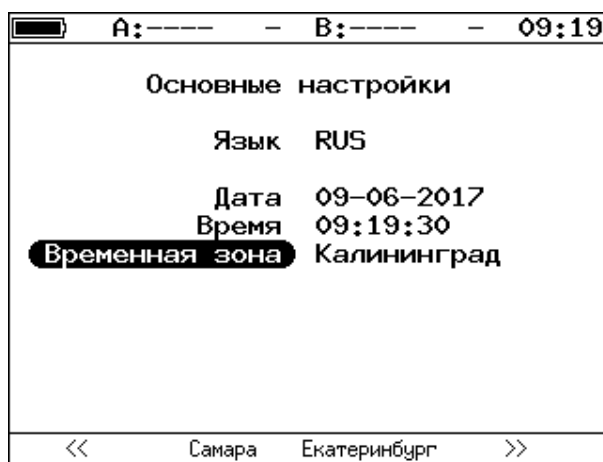 A:---- - B:---- - 09:19
Основные настройки
Язык RUS
Дата 09-06-2017
Время 09:19:30
Временная зона Калининград
<< Самара Екатеринбург >>